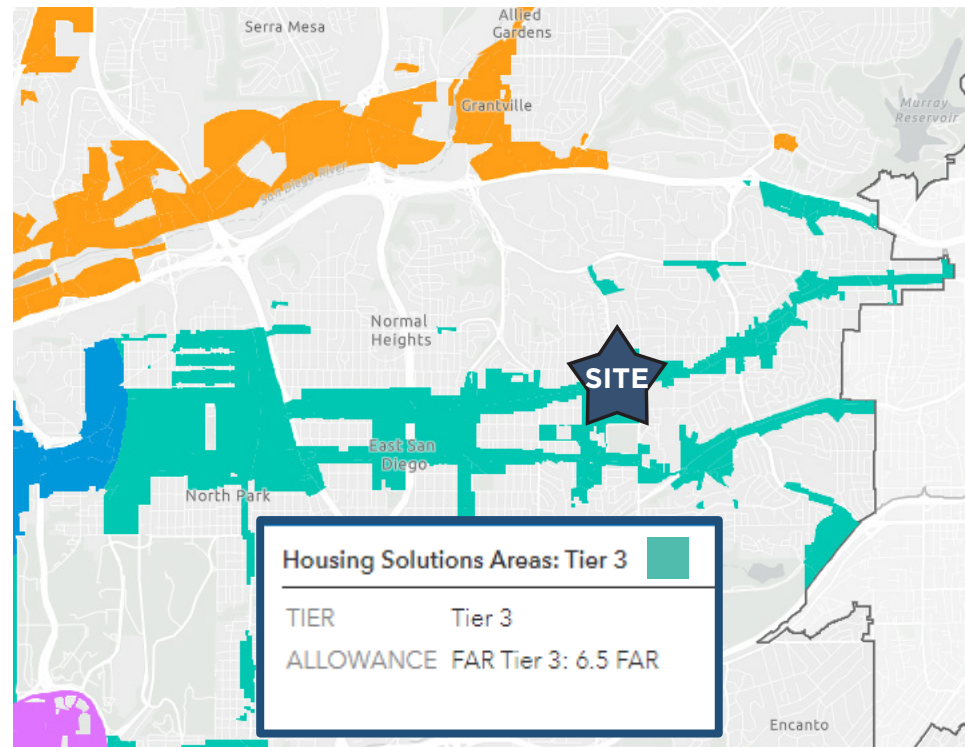 Serra Mesa
Allied
Gardens
Grantville
Murray
Reservoir
San Diego River
Normal
Heights
SITE
East San
Diego
North Park
Housing Solutions Areas: Tier 3
TIER Tier 3
ALLOWANCE FAR Tier 3: 6.5 FAR
Encanto